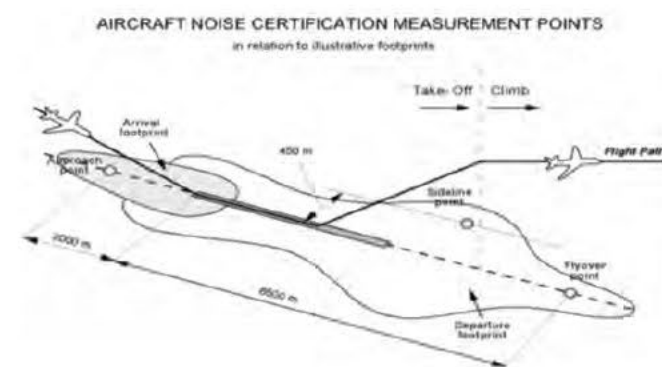 AIRCRAFT NOISE CERTIFICATION MEASUREMENT POINTS
in relation to illustrative footprints
Take-Off
Climb
Arrival
footprint
450 m
Flight Path
Approach
point
Sideline
point
2000 m
6500 m
Flyover
point
Departure
footprint